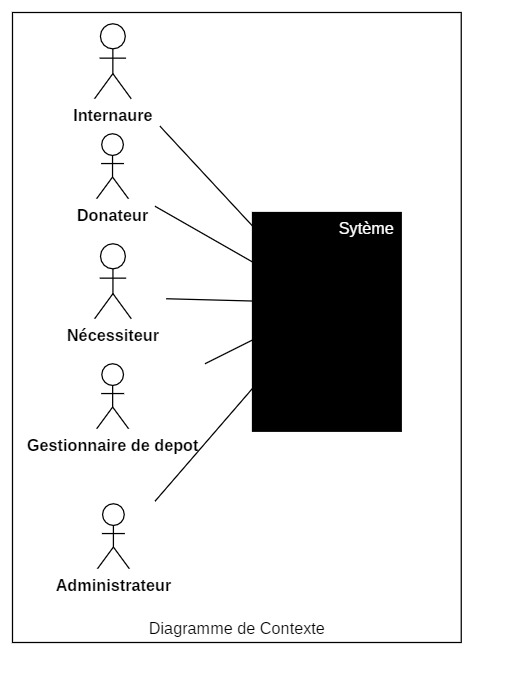 Internaure
Donateur
Sytème
Nécessiteur
Gestionnaire de depot
Administrateur
Diagramme de Contexte